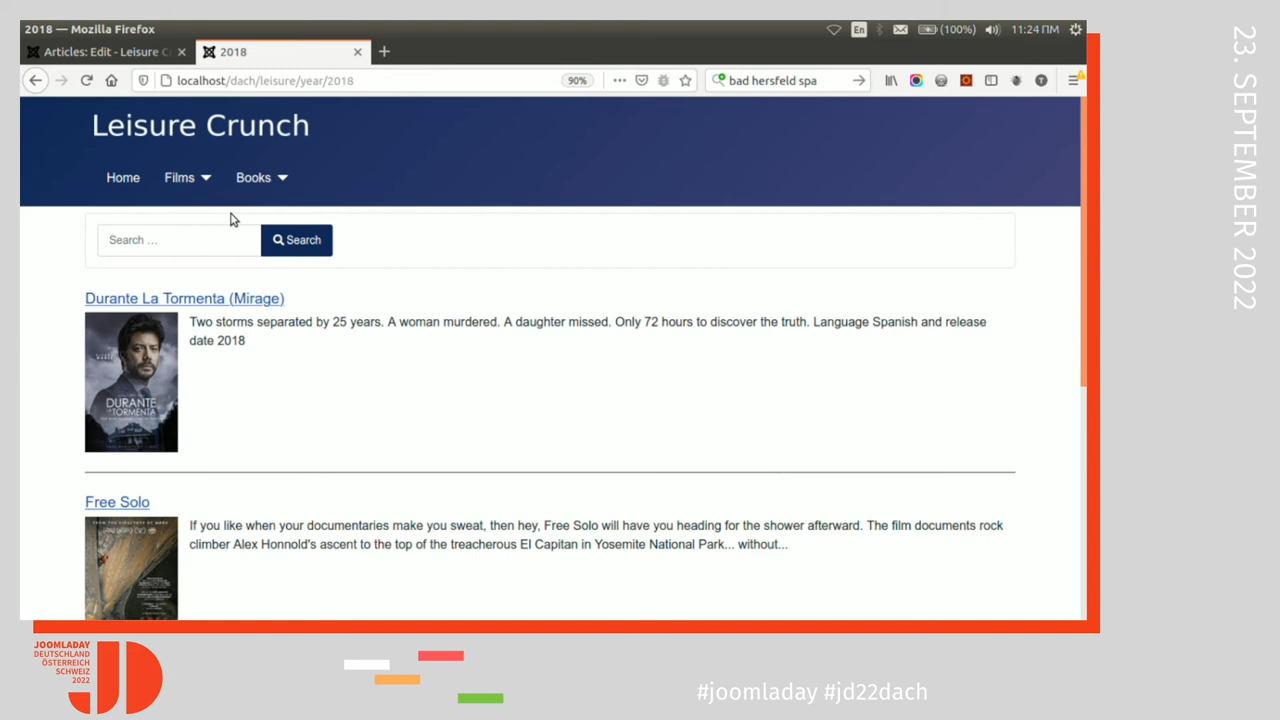 2018 — Mozilla Firefox
En
(100%)
11:24 ΠΜ
Articles: Edit - Leisure C
2018
localhost/dach/leisure/year/2018
90%
bad hersfeld spa
Leisure Crunch
Home
Films
Books
Search …
Search
Durante La Tormenta (Mirage)
Two storms separated by 25 years. A woman murdered. A daughter missed. Only 72 hours to discover the truth. Language Spanish and release
date 2018
DURANTE
LA TORMENTA
Free Solo
If you like when your documentaries make you sweat, then hey, Free Solo will have you heading for the shower afterward. The film documents rock
climber Alex Honnold's ascent to the top of the treacherous El Capitan in Yosemite National Park... without...
23. SEPTEMBER 2022
JOOMLADAY
DEUTSCHLAND
ÖSTERREICH
SCHWEIZ
2022
JD
#joomladay #jd22dach